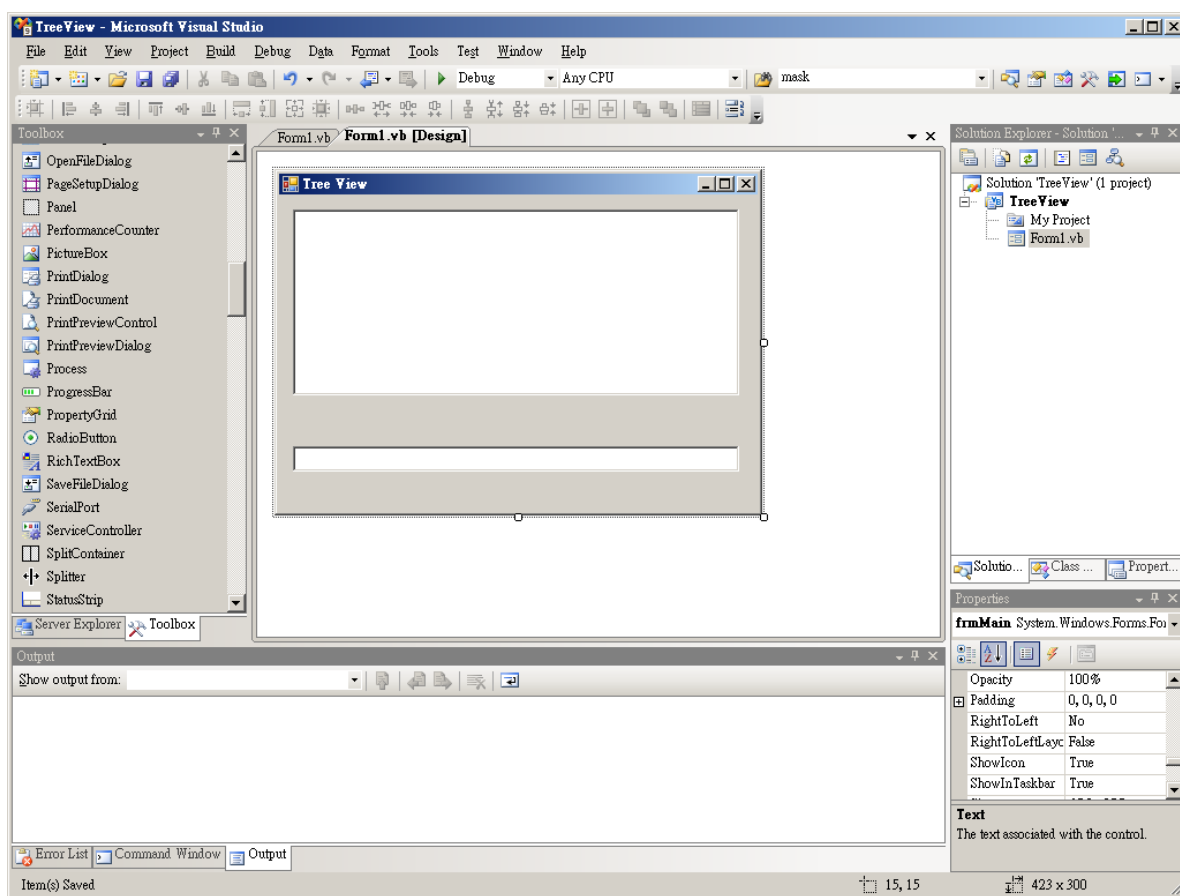 TreeView - Microsoft Visual Studio
File Edit View Project Build Debug Data Format Tools Test Window Help
Debug Any CPU mask
Toolbox
OpenFileDialog
PageSetupDialog
Panel
PerformanceCounter
PictureBox
PrintDialog
PrintDocument
PrintPreviewControl
PrintPreviewDialog
Process
ProgressBar
PropertyGrid
RadioButton
RichTextBox
SaveFileDialog
SerialPort
ServiceController
SplitContainer
Splitter
StatusStrip
Server Explorer Toolbox
Form1.vb Form1.vb [Design]
Tree View
Solution Explorer - Solution '...
Solution 'TreeView' (1 project)
TreeView
My Project
Form1.vb
Solutio... Class ... Propert...
Properties
frmMain System.Windows.Forms.For
Opacity 100%
Padding 0, 0, 0, 0
RightToLeft No
RightToLeftLayc False
ShowIcon True
ShowInTaskbar True
Text
The text associated with the control.
Output
Show output from:
Error List Command Window Output
Item(s) Saved 15, 15 423 x 300